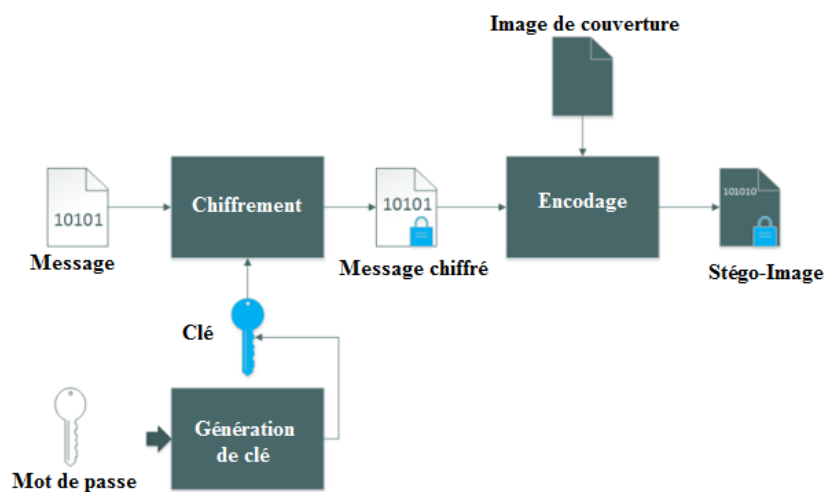 Image de couverture
10101
Message
Chiffrement
10101
Message chiffré
Encodage
101010
Stégo-Image
Clé
Mot de passe
Génération
de clé